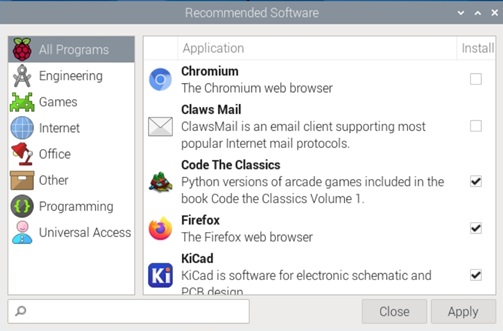 Recommended Software
All Programs
Engineering
Games
Internet
Office
Other
Programming
Universal Access
Application Install
Chromium
The Chromium web browser
Claws Mail
ClawsMail is an email client supporting most
popular Internet mail protocols.
Code The Classics
Python versions of arcade games included in the
book Code the Classics Volume 1.
Firefox
The Firefox web browser
Ki
KiCad
KiCad is software for electronic schematic and
PCB design
Close Apply